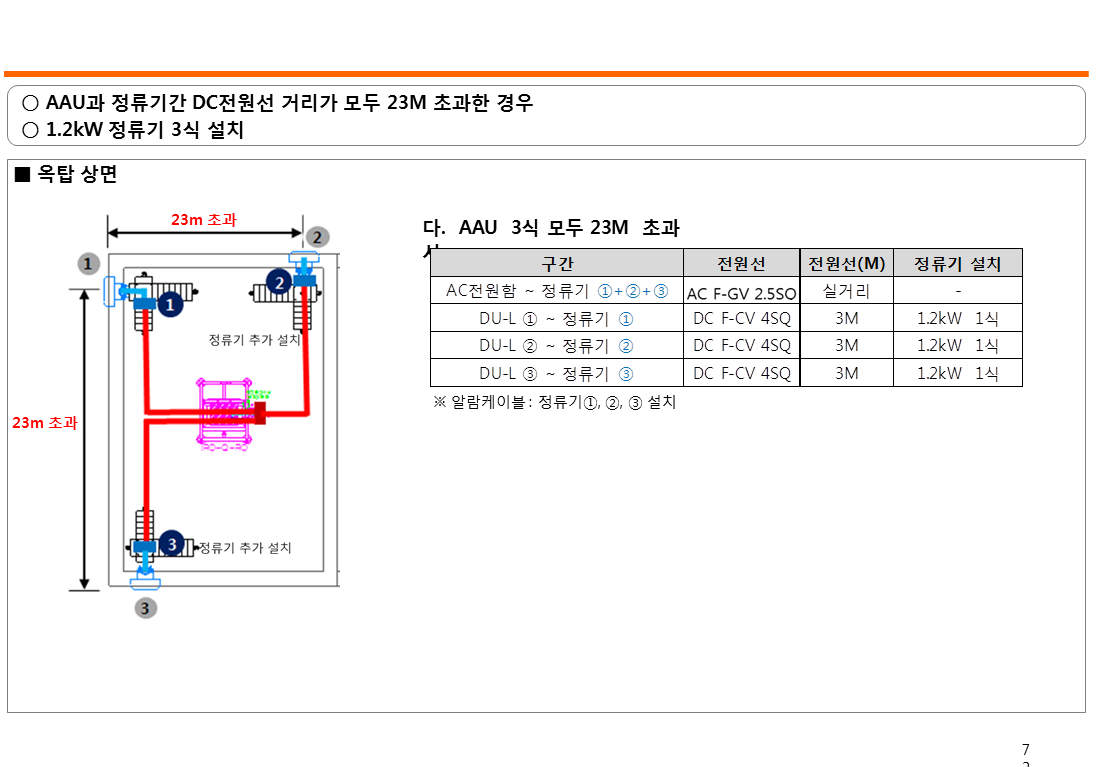 ○ AAU과 정류기간 DC전원선 거리가 모두 23M 초과한 경우
○ 1.2kW 정류기 3식 설치
■ 옥탑 상면
23m 초과
2
1
2
1
정류기 추가 설치
23m 초과
3
정류기 추가 설치
3
다. AAU 3식 모두 23M 초과
구간 전원선 전원선(M) 정류기 설치
AC전원함 ~ 정류기 ①+②+③ AC F-GV 2.5SQ 실거리 -
DU-L ① ~ 정류기 ① DC F-CV 4SQ 3M 1.2kW 1식
DU-L ② ~ 정류기 ② DC F-CV 4SQ 3M 1.2kW 1식
DU-L ③ ~ 정류기 ③ DC F-CV 4SQ 3M 1.2kW 1식
※ 알람케이블 : 정류기①, ②, ③ 설치
7